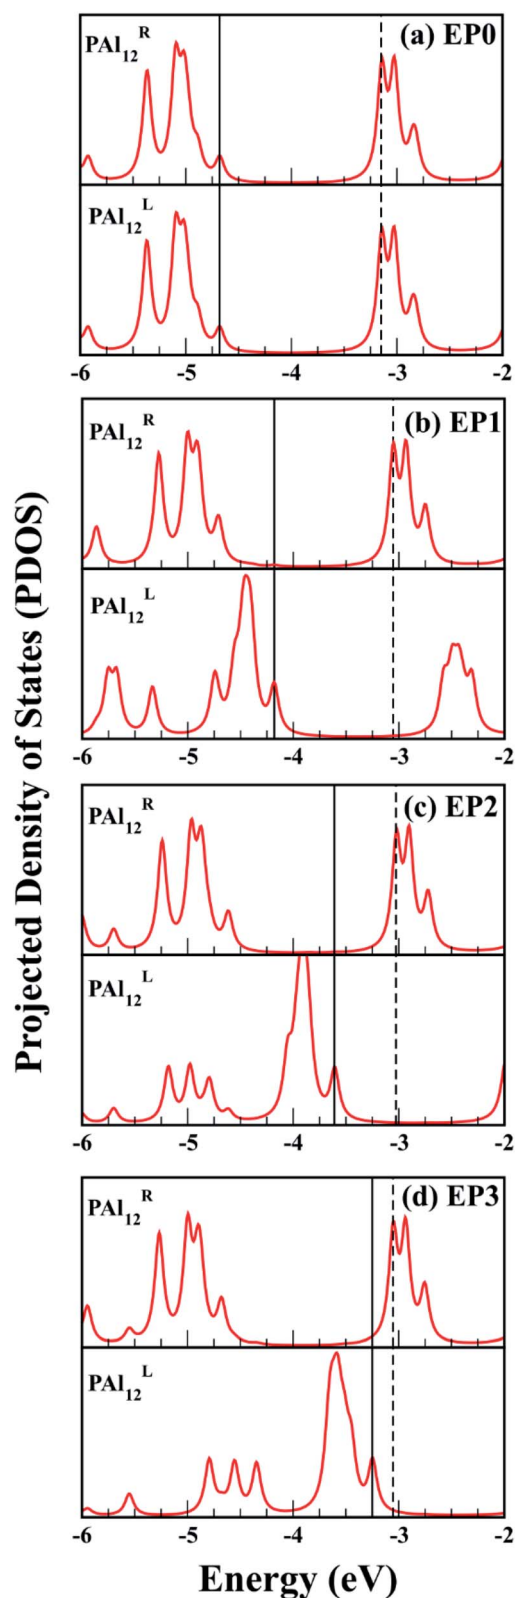 Projected Density of States (PDOS)
(a) EP0
PAl12R
PAl12L
-6 -5 -4 -3 -2
(b) EP1
PAl12R
PAl12L
-6 -5 -4 -3 -2
(c) EP2
PAl12R
PAl12L
-6 -5 -4 -3 -2
(d) EP3
PAl12R
PAl12L
-6 -5 -4 -3 -2
Energy (eV)